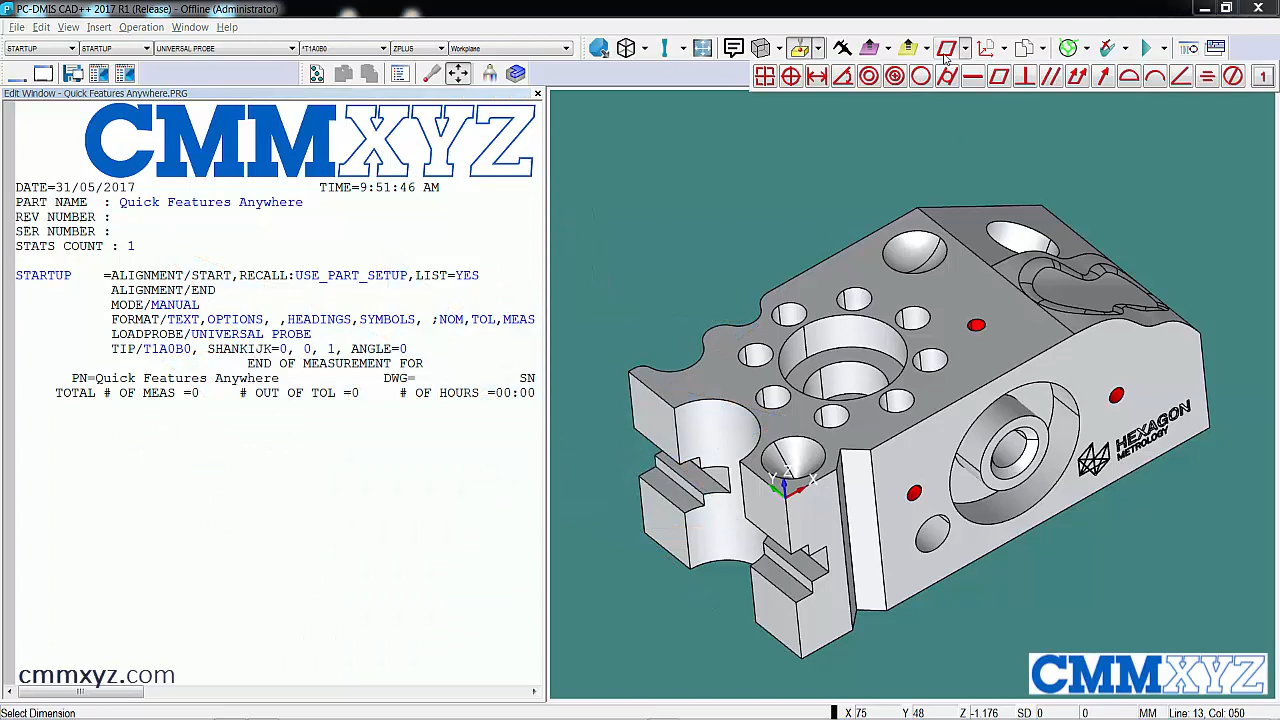 PC-DMIS CAD++ 2017 R1 (Release) - Offline (Administrator)
File Edit View Insert Operation Window Help
STARTUP STARTUP UNIVERSAL PROBE *T1A0B0 ZPLUS Workplane
1
Edit Window - Quick Features Anywhere.PRG
CMMXYZ
DATE=31/05/2017 TIME=9:51:46 AM
PART NAME : Quick Features Anywhere
REV NUMBER :
SER NUMBER :
STATS COUNT : 1
STARTUP =ALIGNMENT/START,RECALL:USE_PART_SETUP,LIST=YES
ALIGNMENT/END
MODE/MANUAL
FORMAT/TEXT,OPTIONS, ,HEADINGS,SYMBOLS, ;NOM,TOL,MEAS
LOADPROBE/UNIVERSAL PROBE
TIP/T1A0B0, SHANKIJK=0, 0, 1, ANGLE=0
END OF MEASUREMENT FOR
PN=Quick Features Anywhere DWG= SN
TOTAL # OF MEAS =0 # OUT OF TOL =0 # OF HOURS =00:00
HEXAGON
METROLOGY
Y Z X
cmmxyz.com
CMMXYZ
Select Dimension X 75 Y 48 Z -1.176 SD 0 0 MM Line: 13, Col: 050